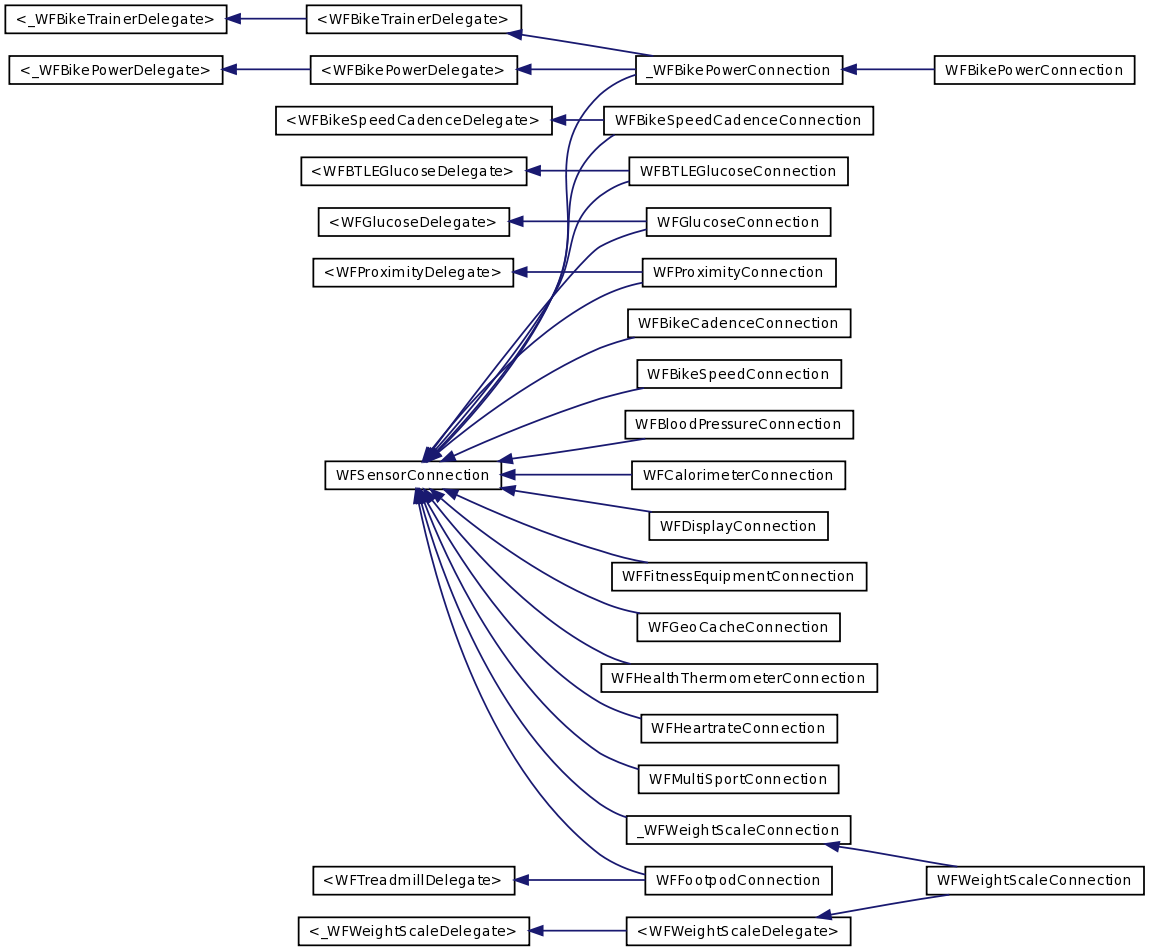 <_WFBikeTrainerDelegate> <WFBikeTrainerDelegate>
<_WFBikePowerDelegate> <WFBikePowerDelegate> _WFBikePowerConnection WFBikePowerConnection
<WFBikeSpeedCadenceDelegate> WFBikeSpeedCadenceConnection
<WFBTLEGlucoseDelegate> WFBTLEGlucoseConnection
<WFGlucoseDelegate> WFGlucoseConnection
<WFProximityDelegate> WFProximityConnection
WFBikeCadenceConnection
WFBikeSpeedConnection
WFBloodPressureConnection
WFSensorConnection WFCalorimeterConnection
WFDisplayConnection
WFFitnessEquipmentConnection
WFGeoCacheConnection
WFHealthThermometerConnection
WFHeartrateConnection
WFMultiSportConnection
_WFWeightScaleConnection
<WFTreadmillDelegate> WFFootpodConnection WFWeightScaleConnection
<_WFWeightScaleDelegate> <WFWeightScaleDelegate>